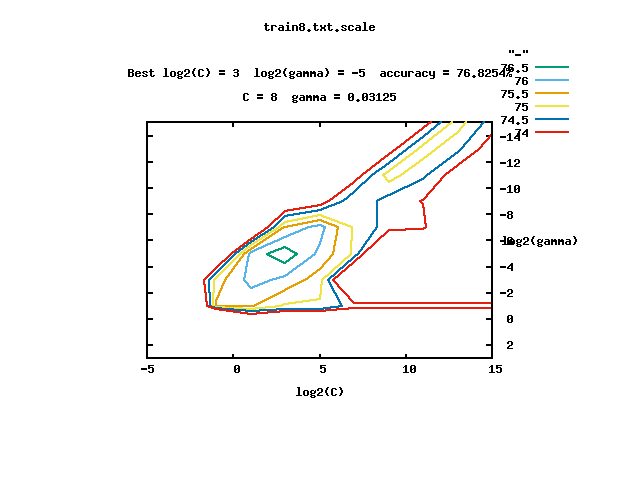 train8.txt.scale
"-"
Best log2(C) = 3 log2(gamma) = -5 accuracy = 76.8254%
76.5
76
75.5
75
74.5
74
C = 8 gamma = 0.03125
-14
-12
-10
-8
-6
log2(gamma)
-4
-2
0
2
-5 0 5 10 15
log2(C)